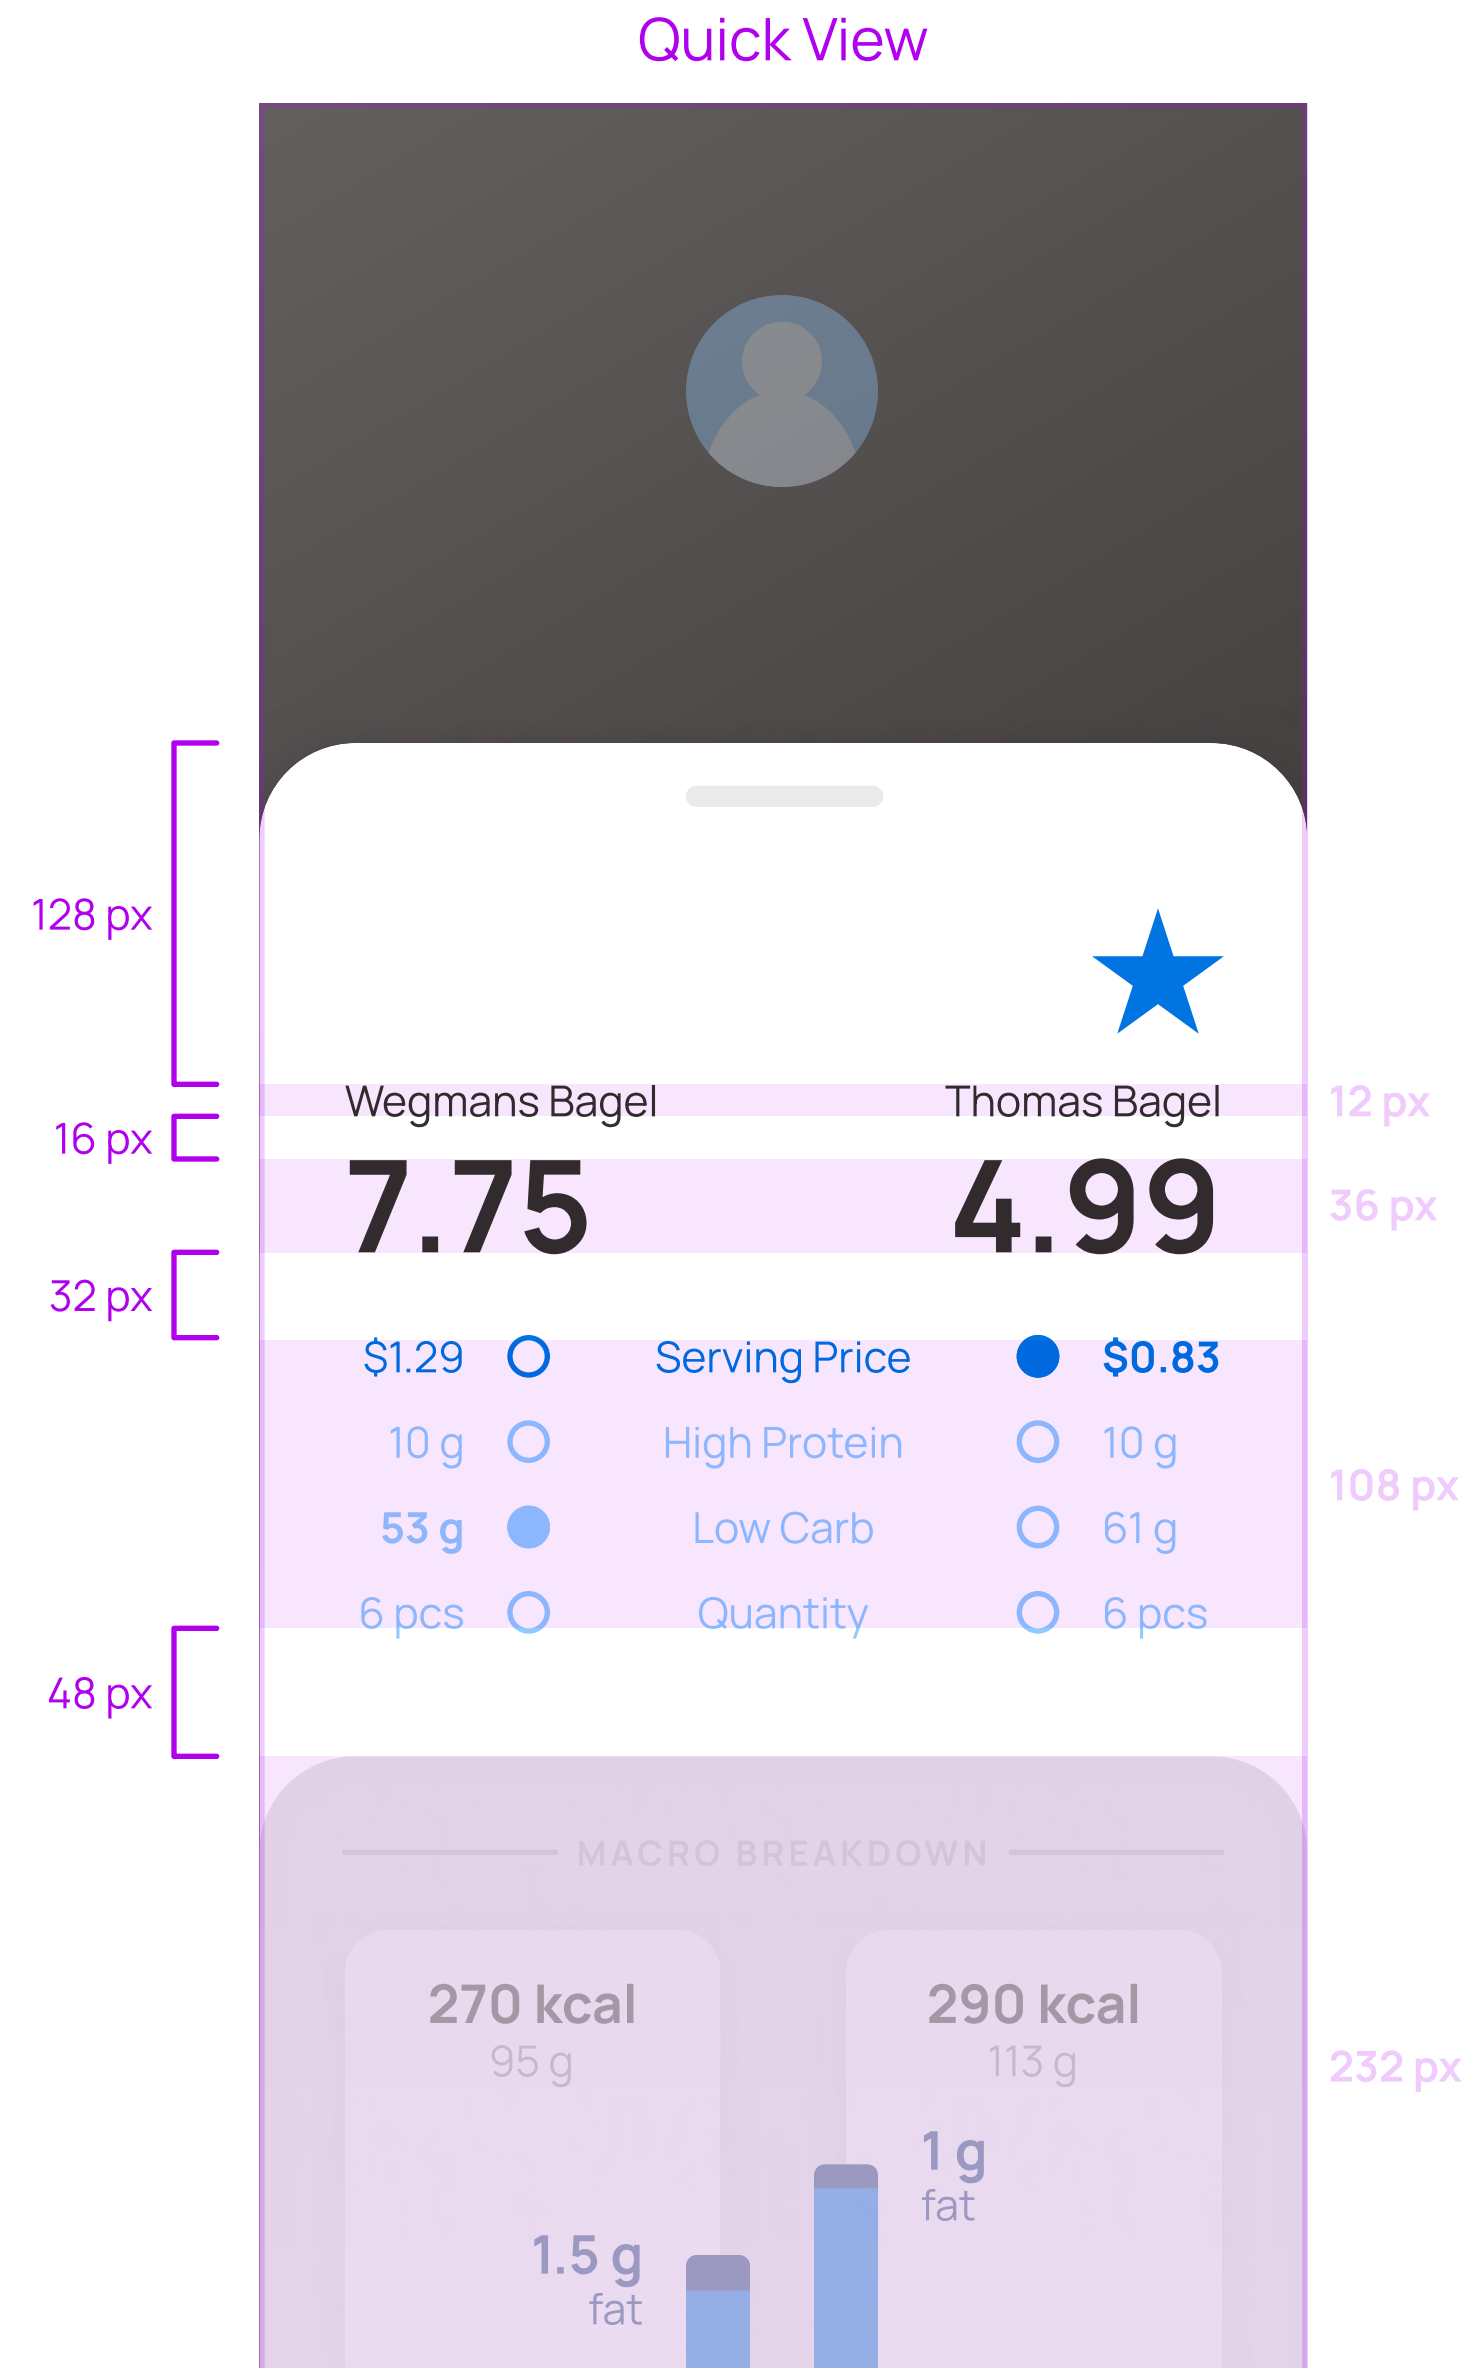 Quick View
128 px
Wegmans Bagel Thomas Bagel 12 px
16 px
7.75 4.99 36 px
32 px
$1.29 Serving Price $0.83
10 g High Protein 10 g
108 px
53 g Low Carb 61 g
6 pcs Quantity 6 pcs
48 px
MACRO BREAKDOWN
270 kcal 290 kcal
95 g 113 g
232 px
1 g
fat
1.5 g
fat